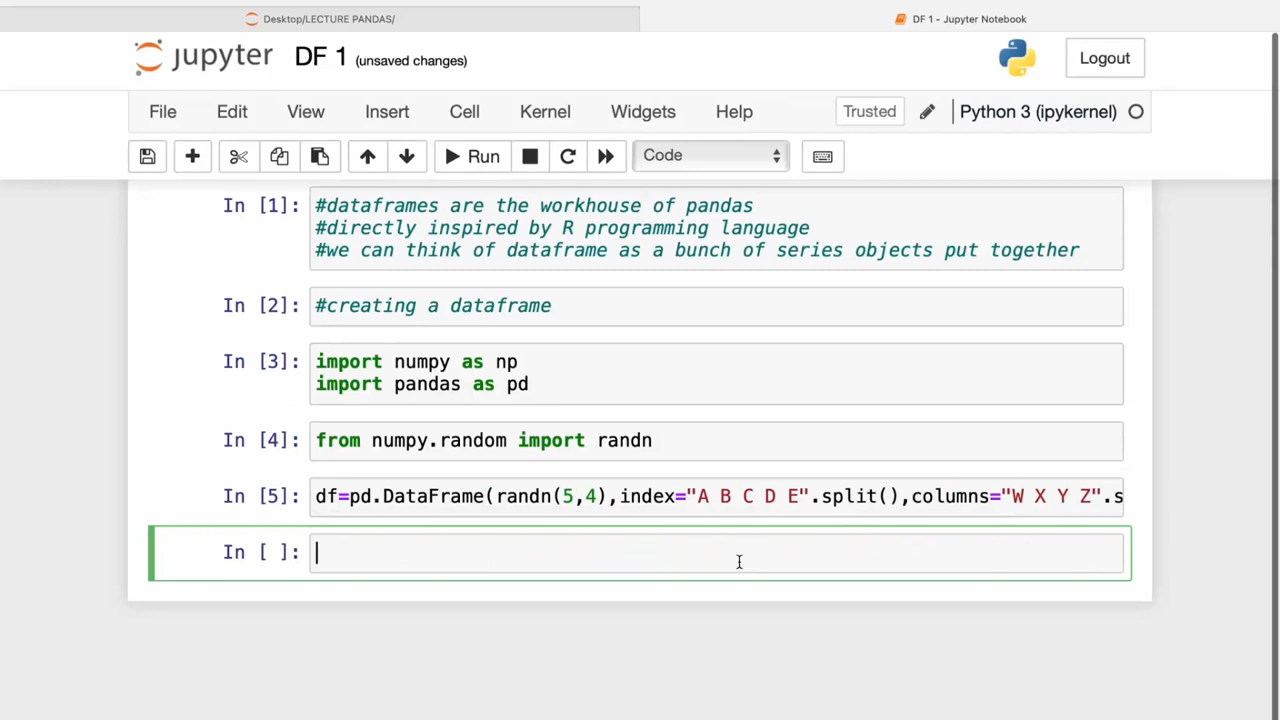 Desktop/LECTURE PANDAS/
DF 1 - Jupyter Notebook
jupyter DF 1 (unsaved changes)
Logout
File Edit View Insert Cell Kernel Widgets Help Trusted Python 3 (ipykernel)
Run Code
In [1]: #dataframes are the workhouse of pandas
#directly inspired by R programming language
#we can think of dataframe as a bunch of series objects put together
In [2]: #creating a dataframe
In [3]: import numpy as np
import pandas as pd
In [4]: from numpy.random import randn
In [5]: df=pd.DataFrame(randn(5,4),index="A B C D E".split(),columns="W X Y Z".s
In [ ]: